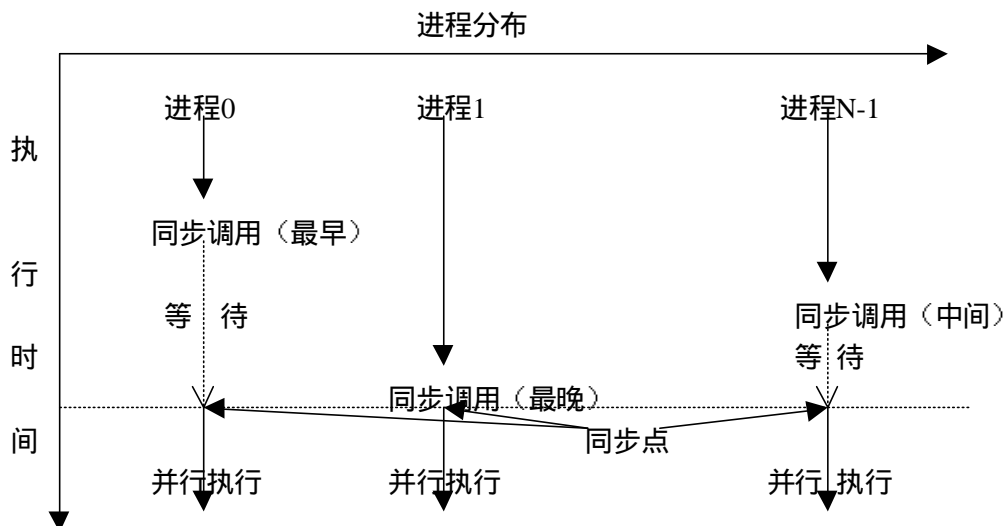 进程分布
进程0 进程1 进程N-1
执行时间
同步调用（最早）
等 待
同步调用（中间）
等 待
同步调用（最晚）
同步点
并行执行 并行执行 并行 执行